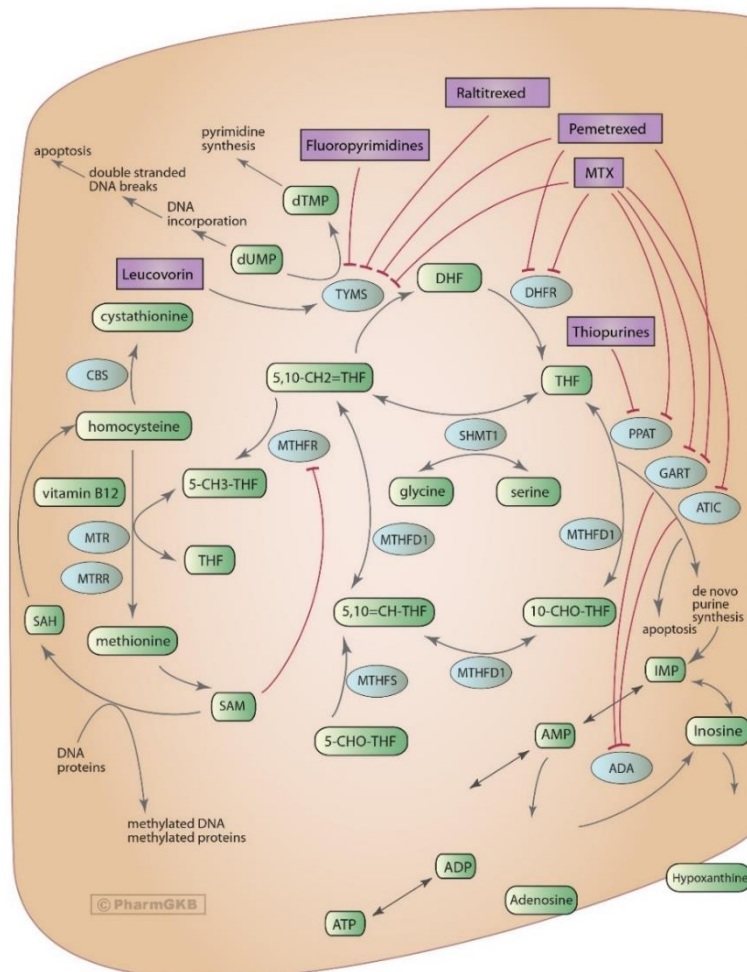 Raltitrexed
Pemetrexed
Fluoropyrimidines
MTX
pyrimidine
synthesis
apoptosis
double stranded
DNA breaks
DNA
incorporation
dTMP
dUMP
Leucovorin
TYMS
DHF
DHFR
cystathionine
Thiopurines
CBS
5,10-CH2=THF
THF
homocysteine
MTHFR
SHMT1
PPAT
GART
vitamin B12
5-CH3-THF
glycine
serine
ATIC
MTR
MTHFD1
MTHFD1
THF
MTRR
SAH
5,10=CH-THF
10-CHO-THF
de novo
purine
synthesis
apoptosis
methionine
MTHFS
MTHFD1
IMP
SAM
AMP
Inosine
5-CHO-THF
DNA
proteins
ADA
methylated DNA
methylated proteins
ADP
Hypoxanthine
© PharmGKB
Adenosine
ATP